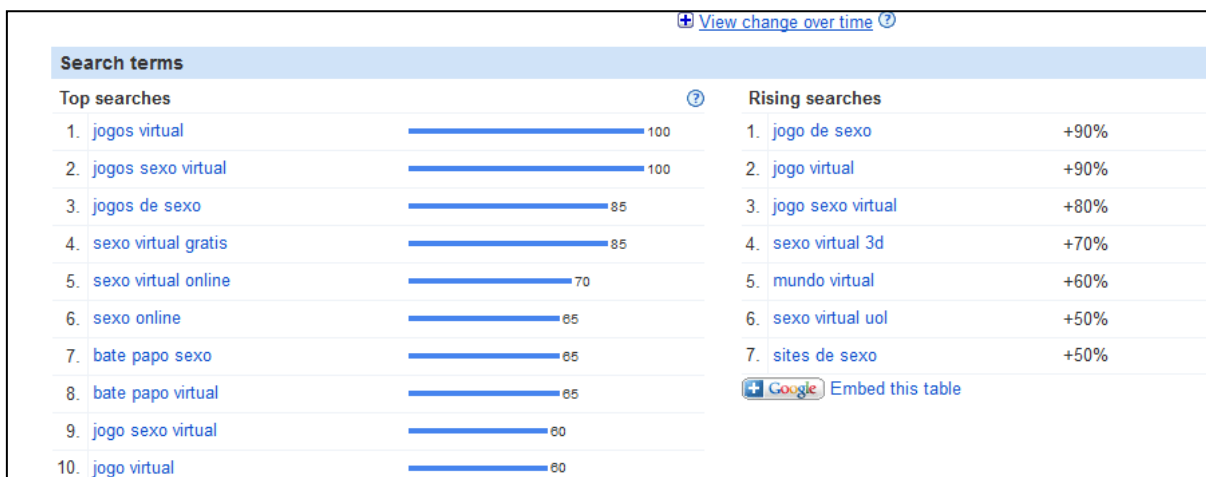 View change over time ?
Search terms
Top searches ?
1. jogos virtual 100
2. jogos sexo virtual 100
3. jogos de sexo 85
4. sexo virtual gratis 85
5. sexo virtual online 70
6. sexo online 65
7. bate papo sexo 65
8. bate papo virtual 65
9. jogo sexo virtual 60
10. jogo virtual 60
Rising searches
1. jogo de sexo +90%
2. jogo virtual +90%
3. jogo sexo virtual +80%
4. sexo virtual 3d +70%
5. mundo virtual +60%
6. sexo virtual uol +50%
7. sites de sexo +50%
Google Embed this table